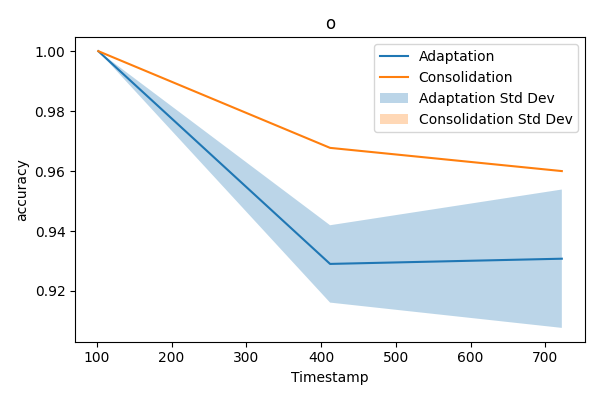 o
1.00
0.98
0.96
0.94
0.92
accuracy
Adaptation
Consolidation
Adaptation Std Dev
Consolidation Std Dev
100 200 300 400 500 600 700
Timestamp